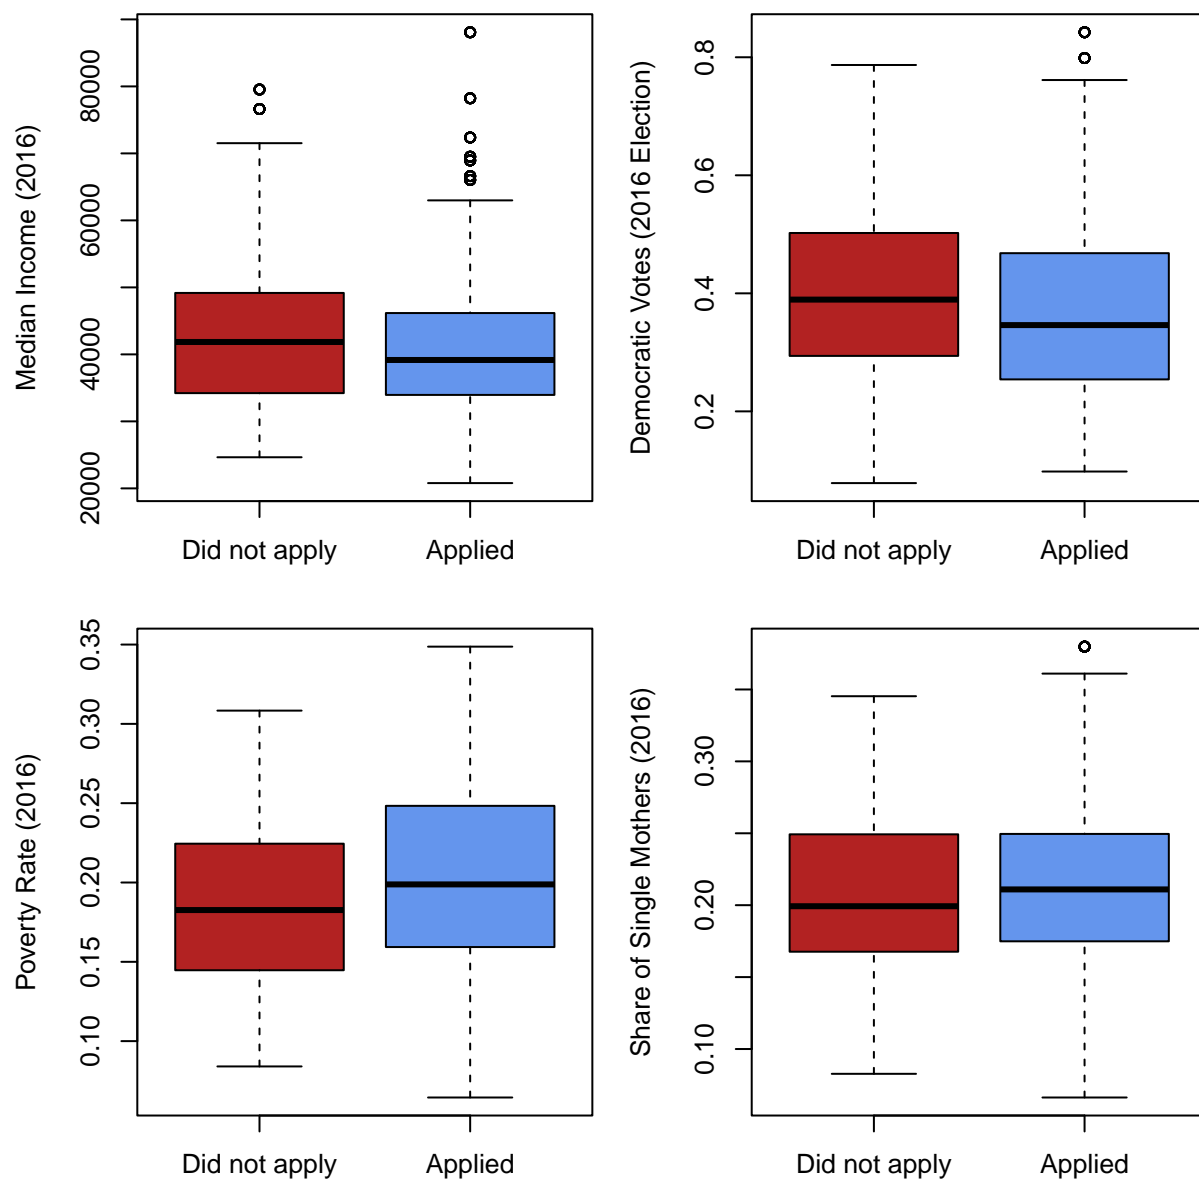 Median Income (2016)
80000
60000
40000
20000
Did not apply
Applied
Democratic Votes (2016 Election)
0.8
0.6
0.4
0.2
Did not apply
Applied
Poverty Rate (2016)
0.35
0.30
0.25
0.20
0.15
0.10
Did not apply
Applied
Share of Single Mothers (2016)
0.30
0.20
0.10
Did not apply
Applied